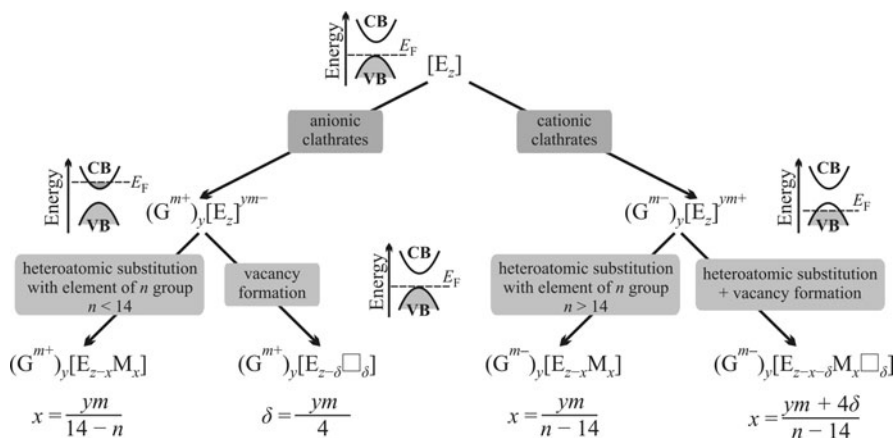 CB
Energy
E_F
VB
[E_z]
anionic
clathrates
cationic
clathrates
CB
Energy
E_F
VB
(G^{m+})_y[E_z]^{ym−}
(G^{m−})_y[E_z]^{ym+}
CB
Energy
E_F
VB
heteroatomic substitution
with element of n group
n < 14
vacancy
formation
CB
Energy
E_F
VB
heteroatomic substitution
with element of n group
n > 14
heteroatomic substitution
+ vacancy formation
(G^{m+})_y[E_{z−x}M_x]
(G^{m+})_y[E_{z−δ}□_δ]
(G^{m−})_y[E_{z−x}M_x]
(G^{m−})_y[E_{z−x−δ}M_x□_δ]
x = ym / (14 − n)
δ = ym / 4
x = ym / (n − 14)
x = (ym + 4δ) / (n − 14)